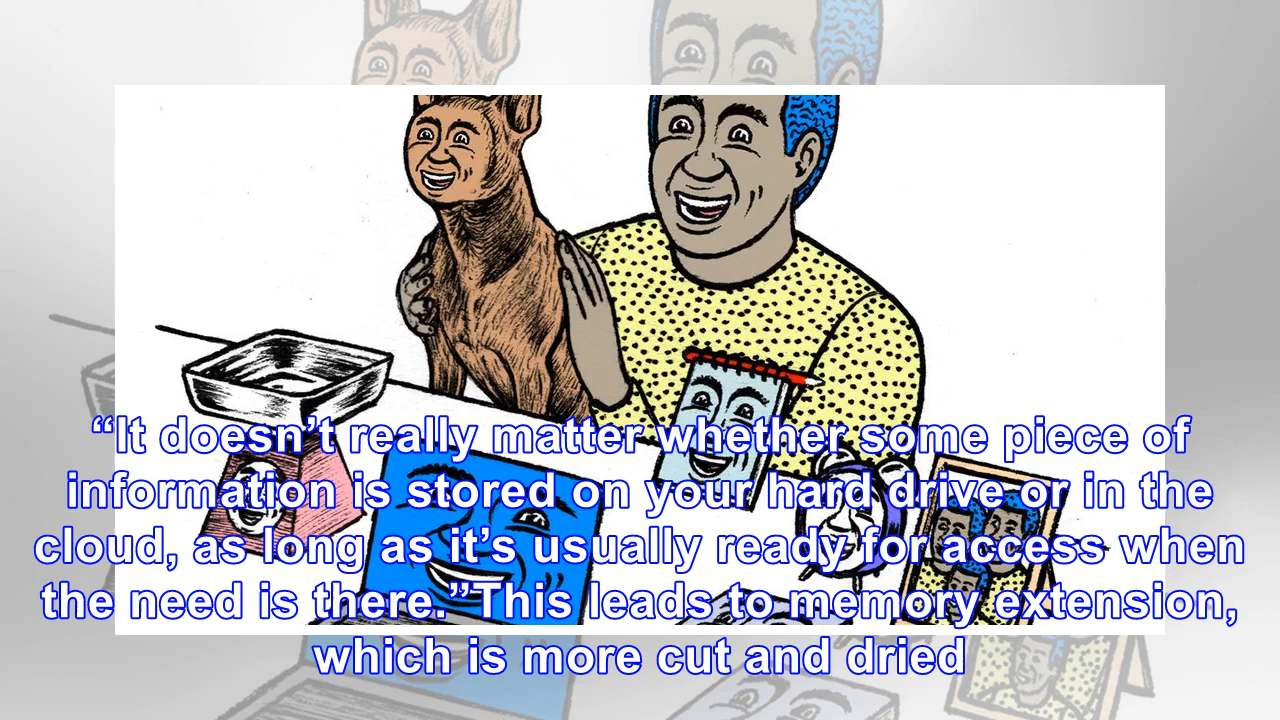 “It doesn’t really matter whether some piece of
information is stored on your hard drive or in the
cloud, as long as it’s usually ready for access when
the need is there.”This leads to memory extension,
which is more cut and dried